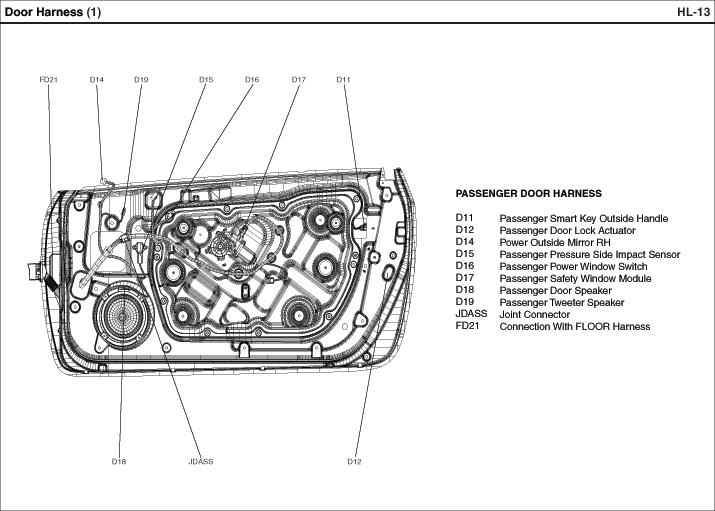 Door Harness (1) HL-13
FD21 D14 D19 D15 D16 D17 D11
PASSENGER DOOR HARNESS
D11 Passenger Smart Key Outside Handle
D12 Passenger Door Lock Actuator
D14 Power Outside Mirror RH
D15 Passenger Pressure Side Impact Sensor
D16 Passenger Power Window Switch
D17 Passenger Safety Window Module
D18 Passenger Door Speaker
D19 Passenger Tweeter Speaker
JDASS Joint Connector
FD21 Connection With FLOOR Harness
D18 JDASS D12